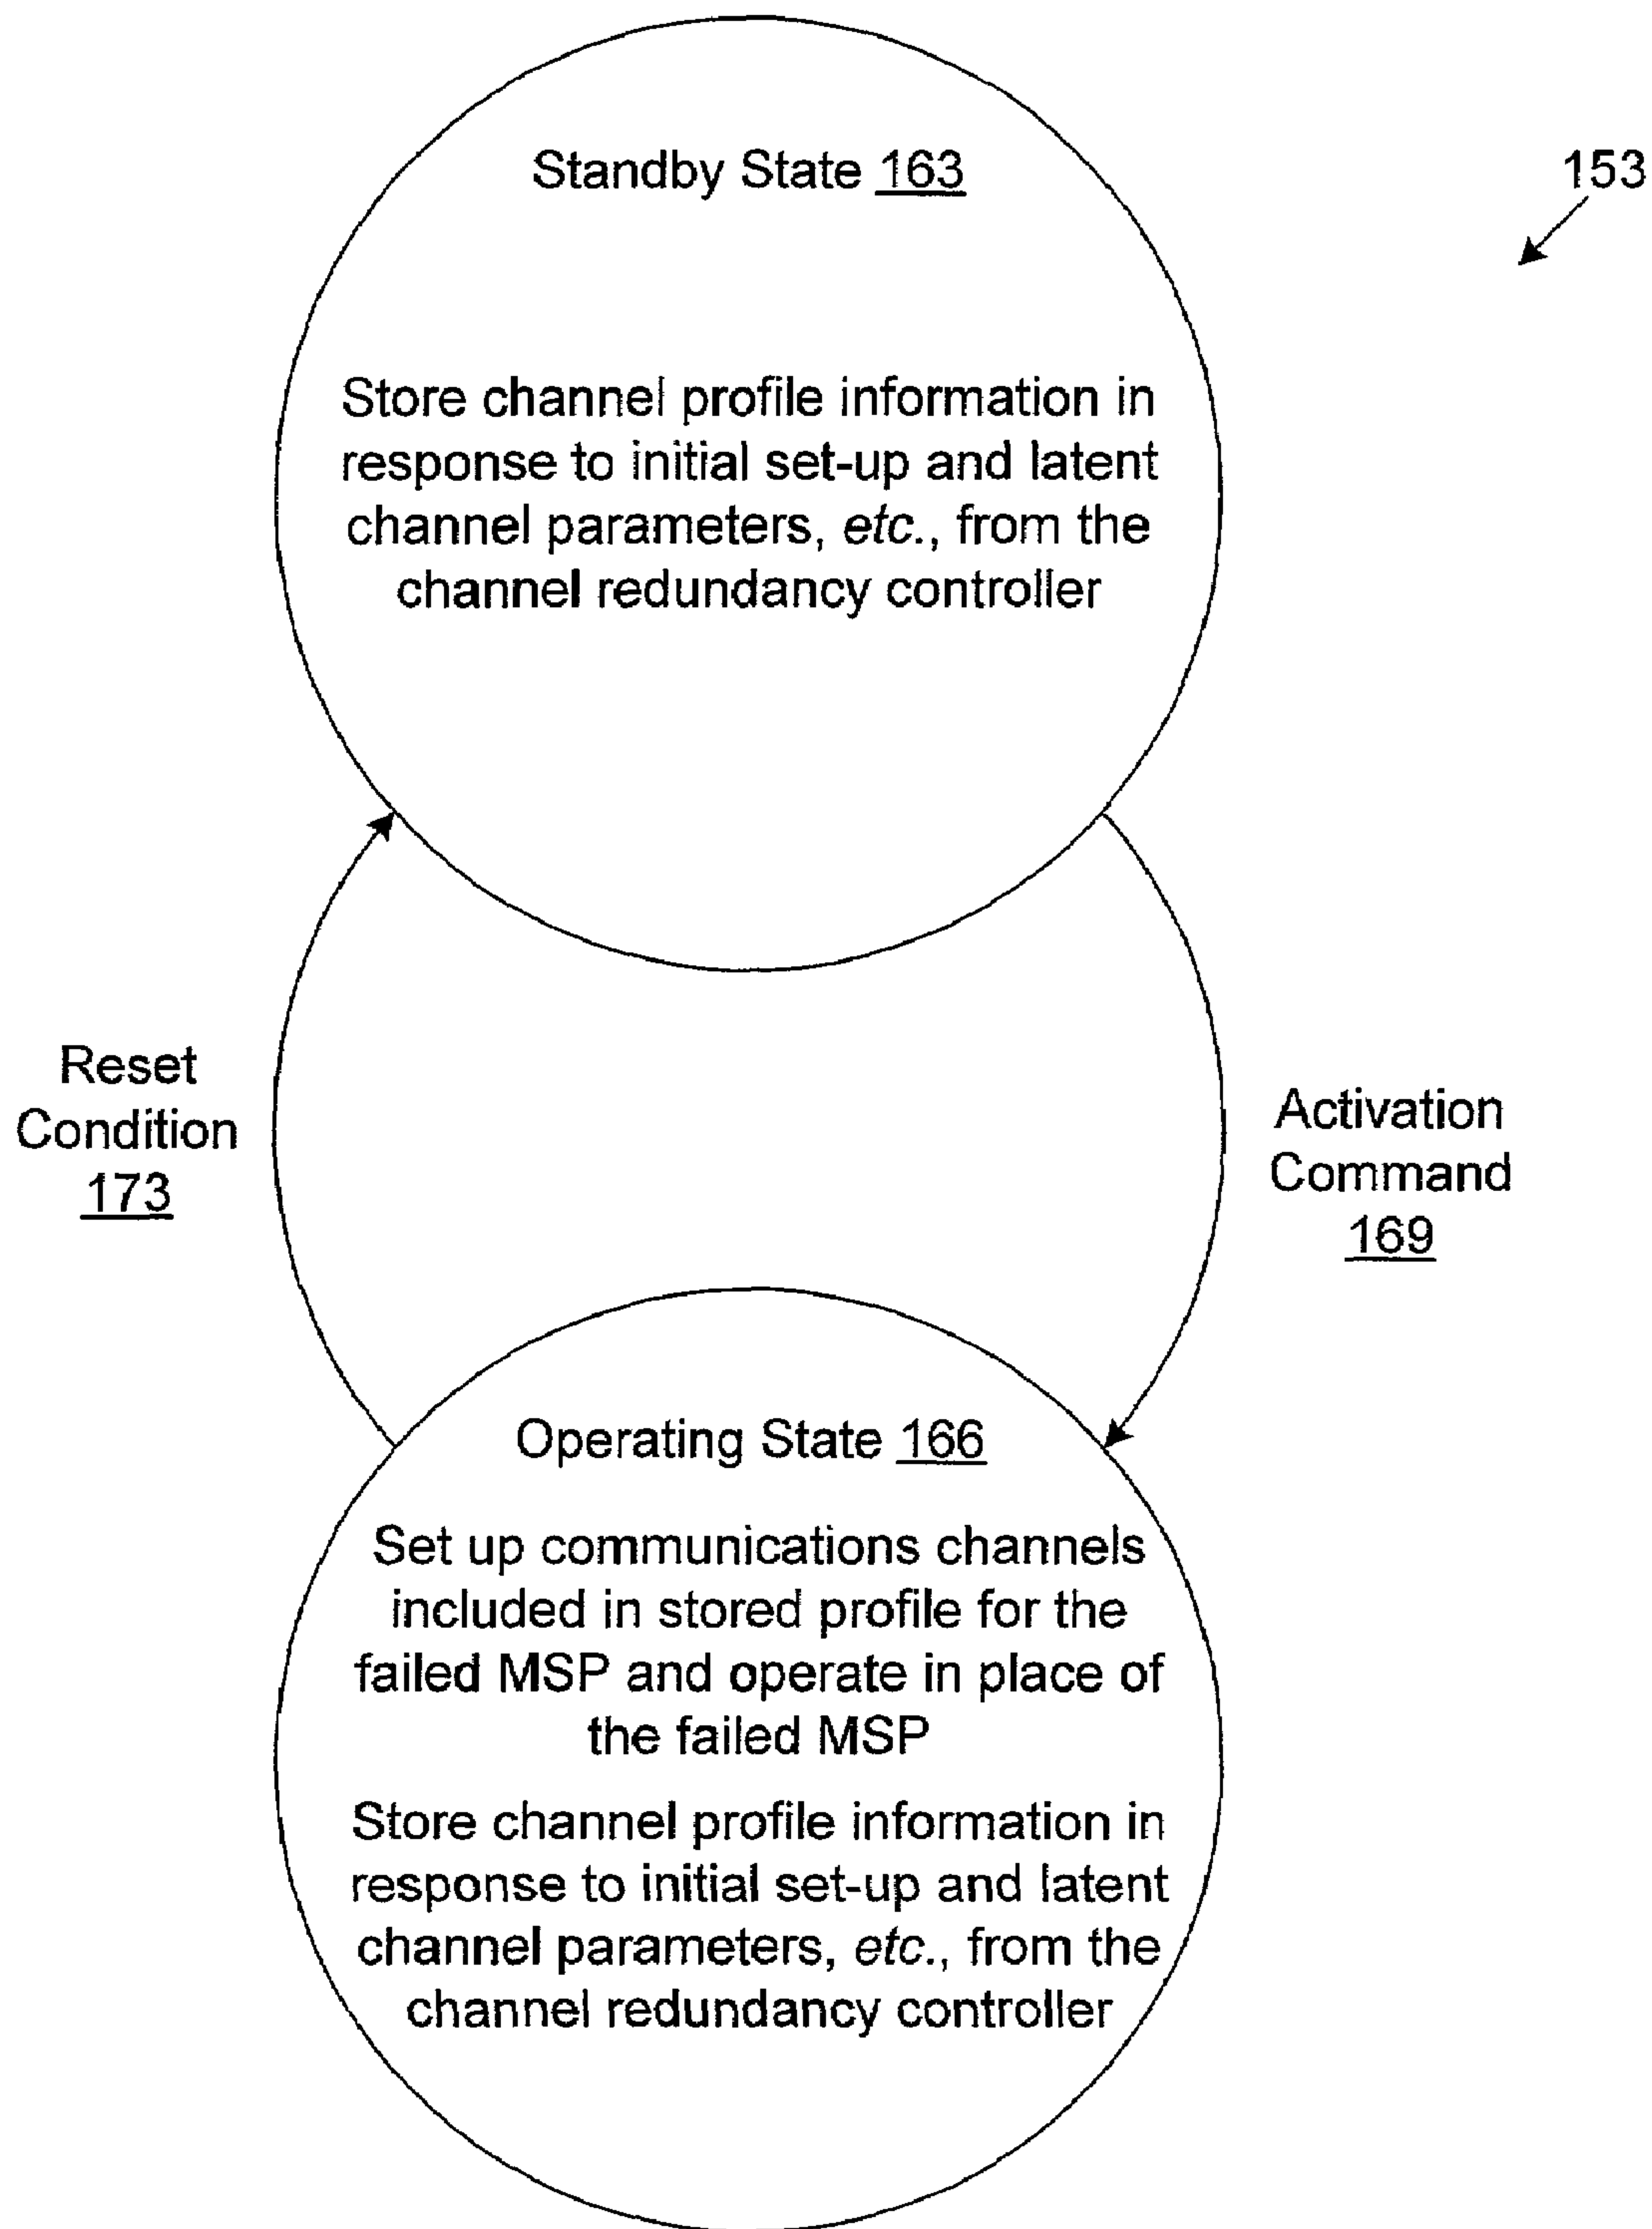 Standby State 163
153
Store channel profile information in
response to initial set-up and latent
channel parameters, etc., from the
channel redundancy controller
Reset
Condition
173
Activation
Command
169
Operating State 166
Set up communications channels
included in stored profile for the
failed MSP and operate in place of
the failed MSP
Store channel profile information in
response to initial set-up and latent
channel parameters, etc., from the
channel redundancy controller